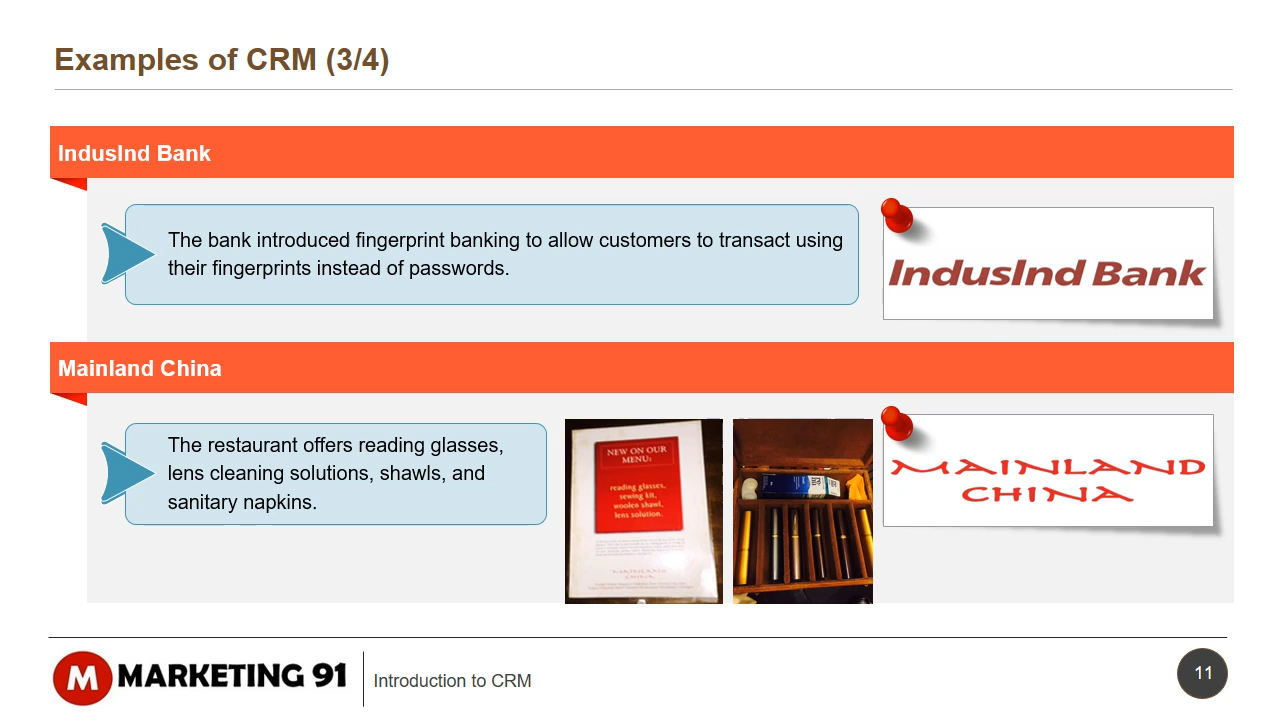 Examples of CRM (3/4)
IndusInd Bank
The bank introduced fingerprint banking to allow customers to transact using
their fingerprints instead of passwords.
IndusInd Bank
Mainland China
The restaurant offers reading glasses,
lens cleaning solutions, shawls, and
sanitary napkins.
NEW ON OUR
MENU:
reading glasses,
sewing kit,
woolen shawl,
lens solution.
MAINLAND
CHINA
MAINLAND
CHINA
M MARKETING 91
Introduction to CRM
11